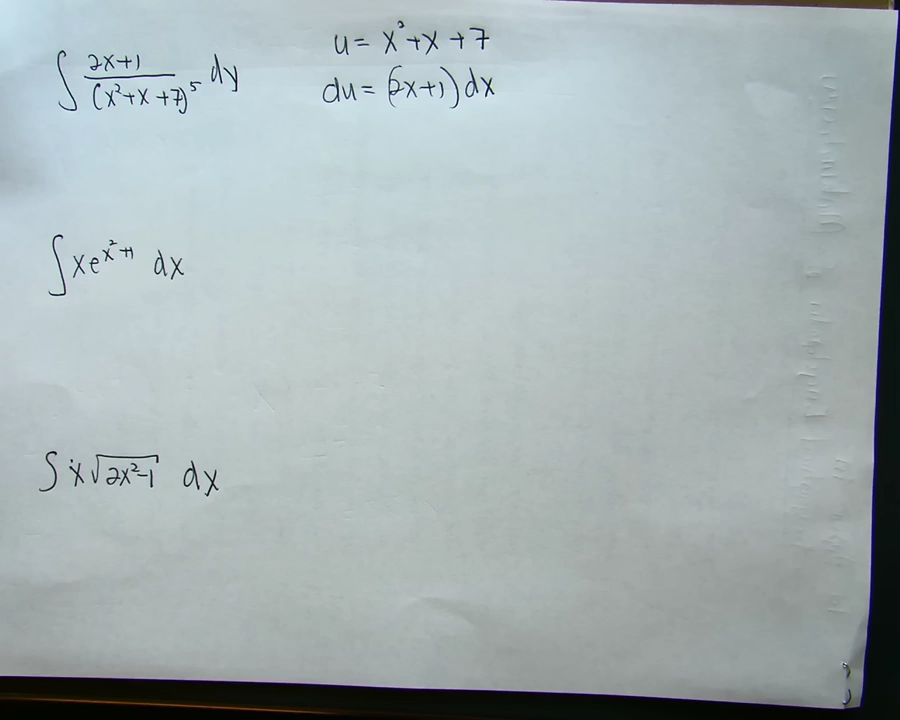 ∫ (2x+1)/(x²+x+7)⁵ dy
u = x²+x+7
du = (2x+1)dx
∫xe^(x²+1) dx
∫x√(2x²-1) dx